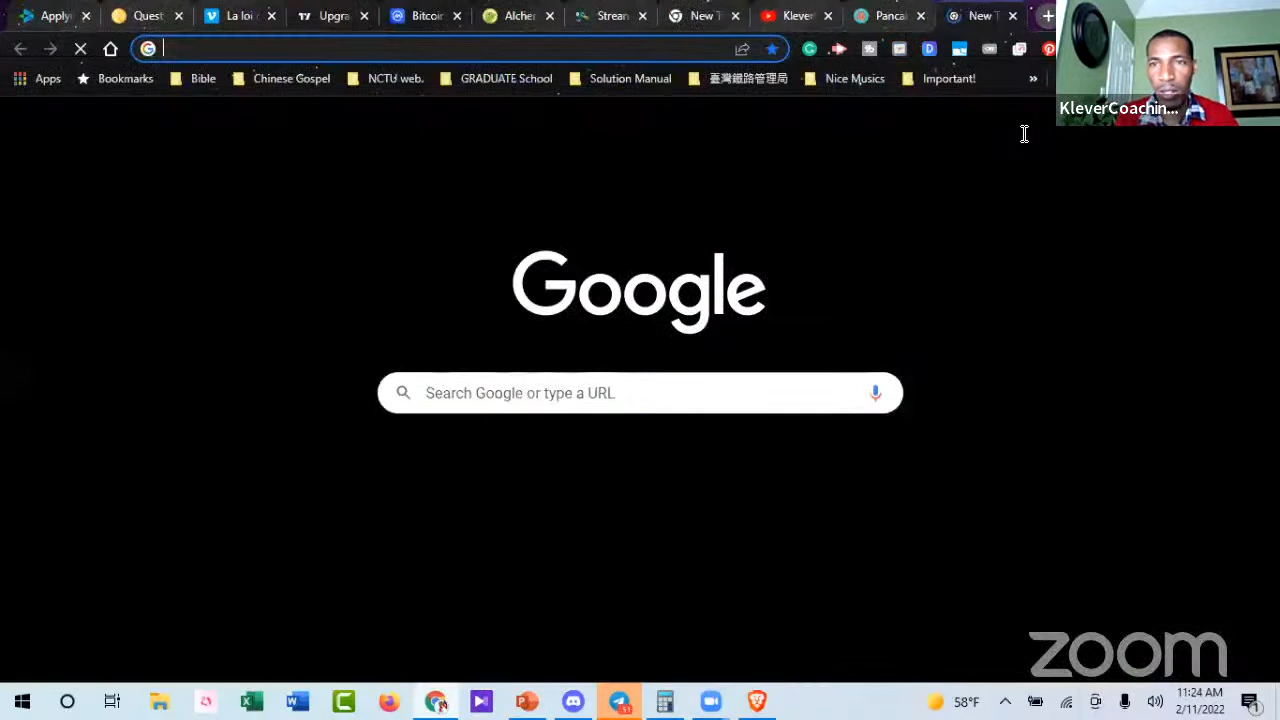 Apply
Quic
La loi
Upgra
Bitcoir
Alche
Strean
New T
Klever
Panca
New T
Apps
Bookmarks
Bible
Chinese Gospel
NCTU web.
GRADUATE School
Solution Manual
臺灣鐵路管理局
Nice Musics
Important!
KleverCoachin...
Google
Search Google or type a URL
zoom
58°F
11:24 AM
2/11/2022